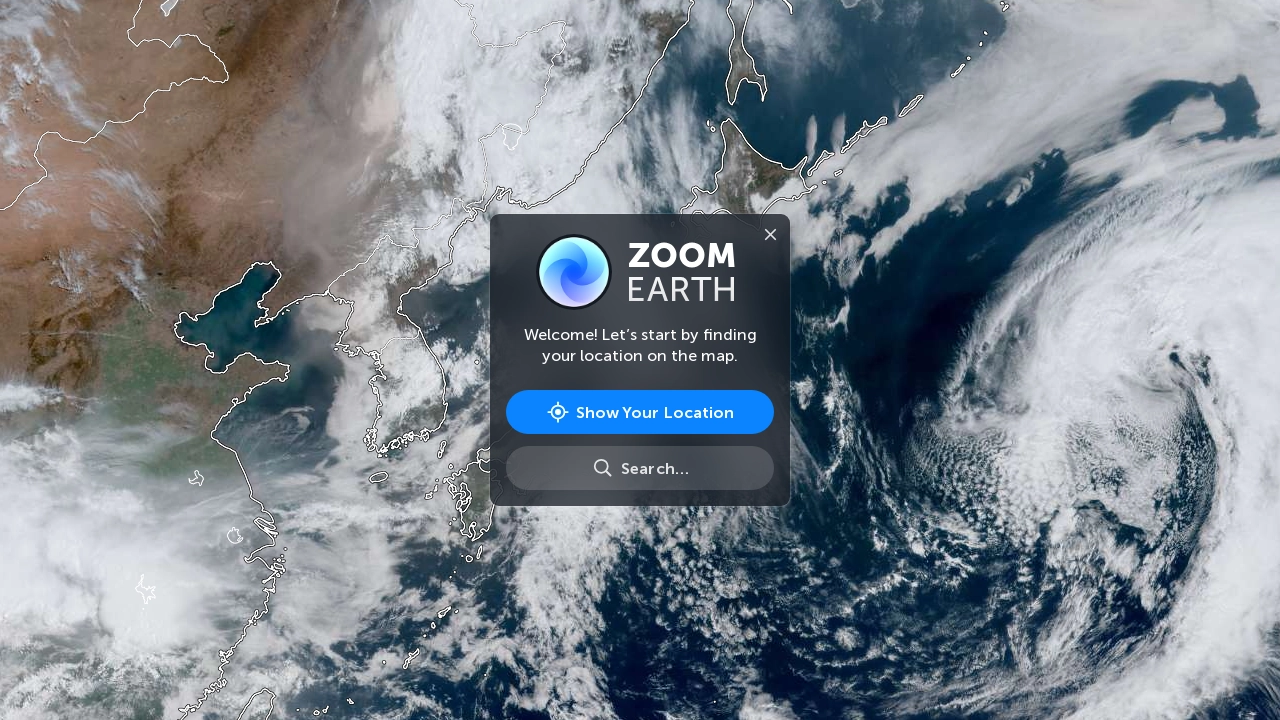 ZOOM
EARTH
Welcome! Let’s start by finding
your location on the map.
Show Your Location
Search...